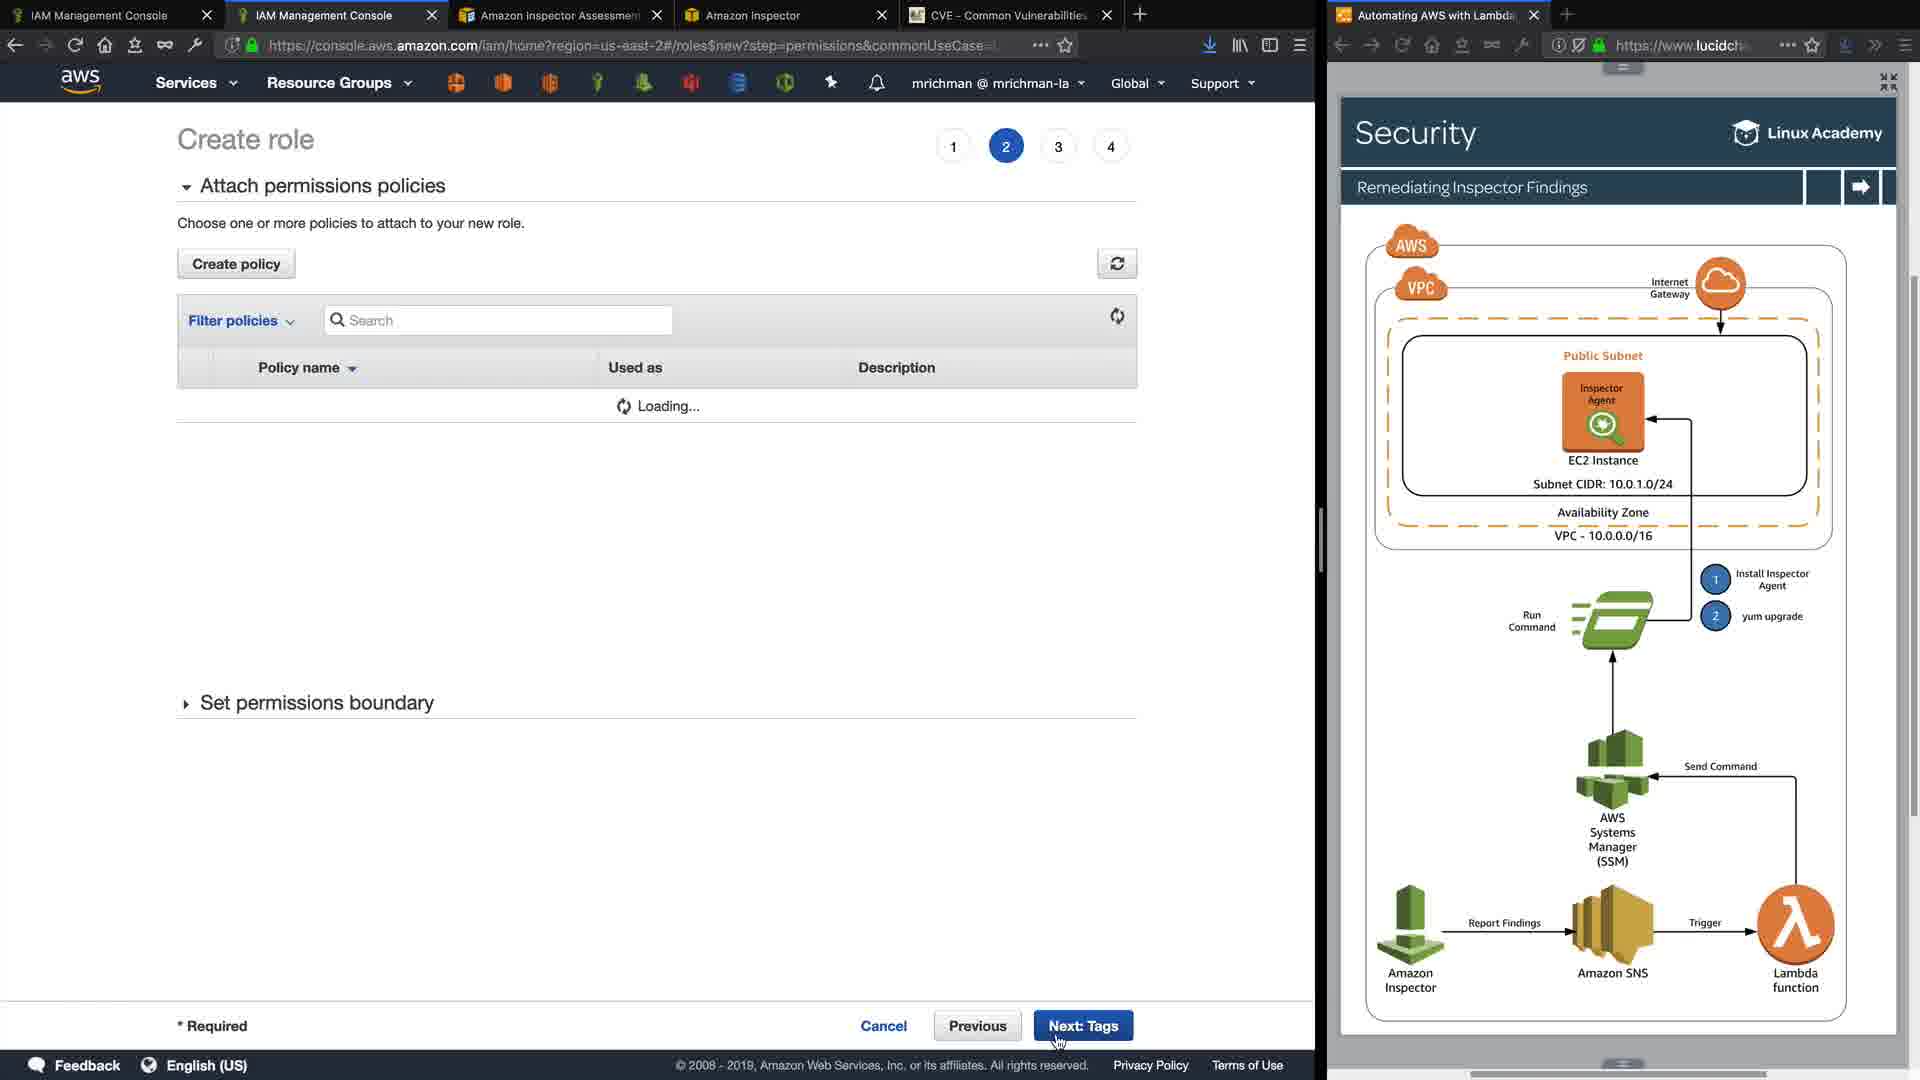 IAM Management Console
IAM Management Console
Amazon Inspector Assessmen
Amazon Inspector
CVE - Common Vulnerabilities
https://console.aws.amazon.com/iam/home?region=us-east-2#/roles$new?step=permissions&commonUseCase=
aws
Services
Resource Groups
mrichman @ mrichman-la
Global
Support
Create role
1
2
3
4
Attach permissions policies
Choose one or more policies to attach to your new role.
Create policy
Filter policies
Search
Policy name
Used as
Description
Loading...
Set permissions boundary
* Required
Cancel
Previous
Next: Tags
Feedback
English (US)
© 2008 - 2019, Amazon Web Services, Inc. or its affiliates. All rights reserved.
Privacy Policy
Terms of Use
Automating AWS with Lambda,
https://www.lucidch
Security
Linux Academy
Remediating Inspector Findings
AWS
VPC
Internet
Gateway
Public Subnet
Inspector
Agent
EC2 Instance
Subnet CIDR: 10.0.1.0/24
Availability Zone
VPC - 10.0.0.0/16
1
Install Inspector
Agent
2
yum upgrade
Run
Command
Send Command
AWS
Systems
Manager
(SSM)
Report Findings
Trigger
Amazon
Inspector
Amazon SNS
Lambda
function